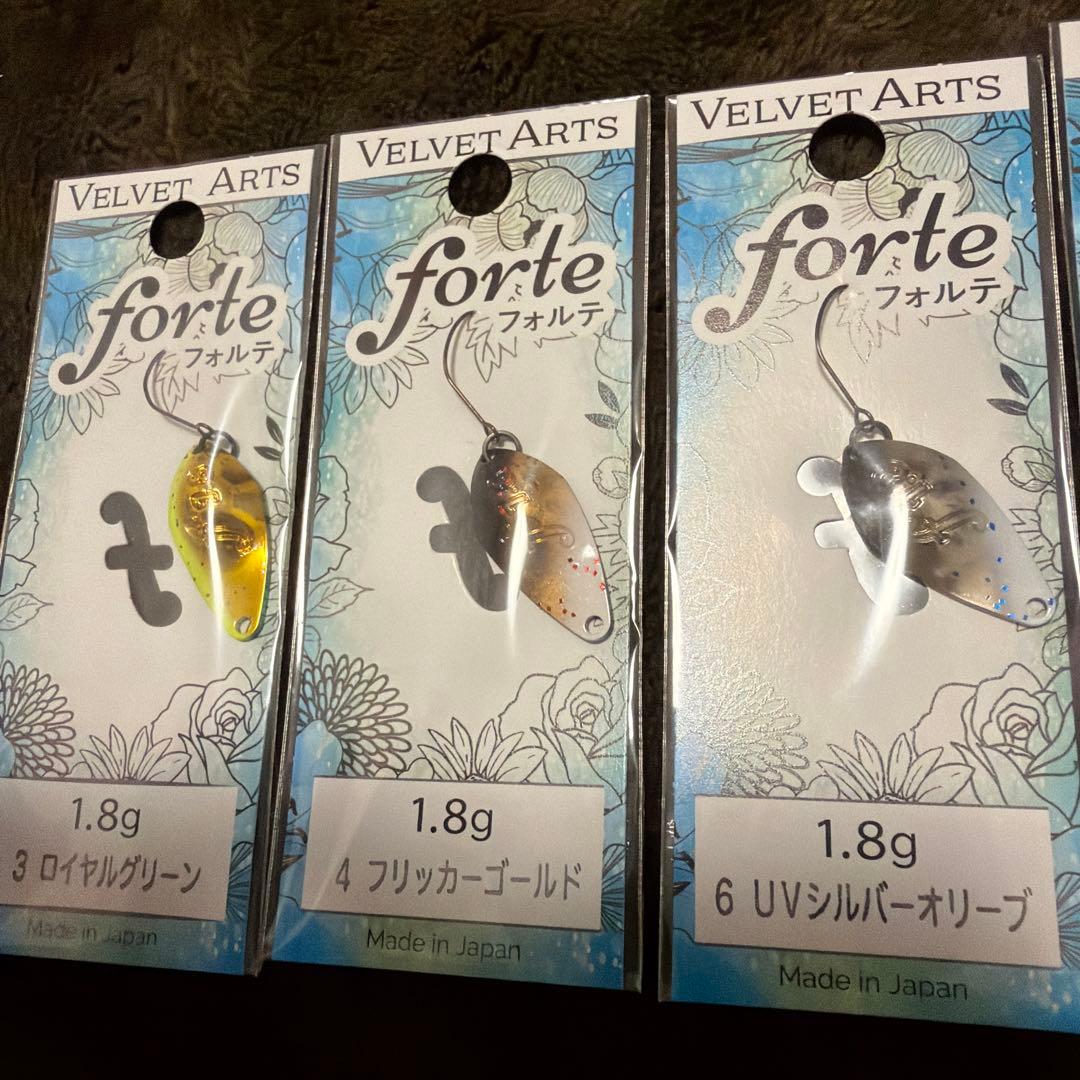 VELVET ARTS
forte
フォルテ
1.8g
3 ロイヤルグリーン
Made in Japan
VELVET ARTS
forte
フォルテ
1.8g
4 フリッカーゴールド
Made in Japan
VELVET ARTS
forte
フォルテ
1.8g
6 UVシルバーオリーブ
Made in Japan